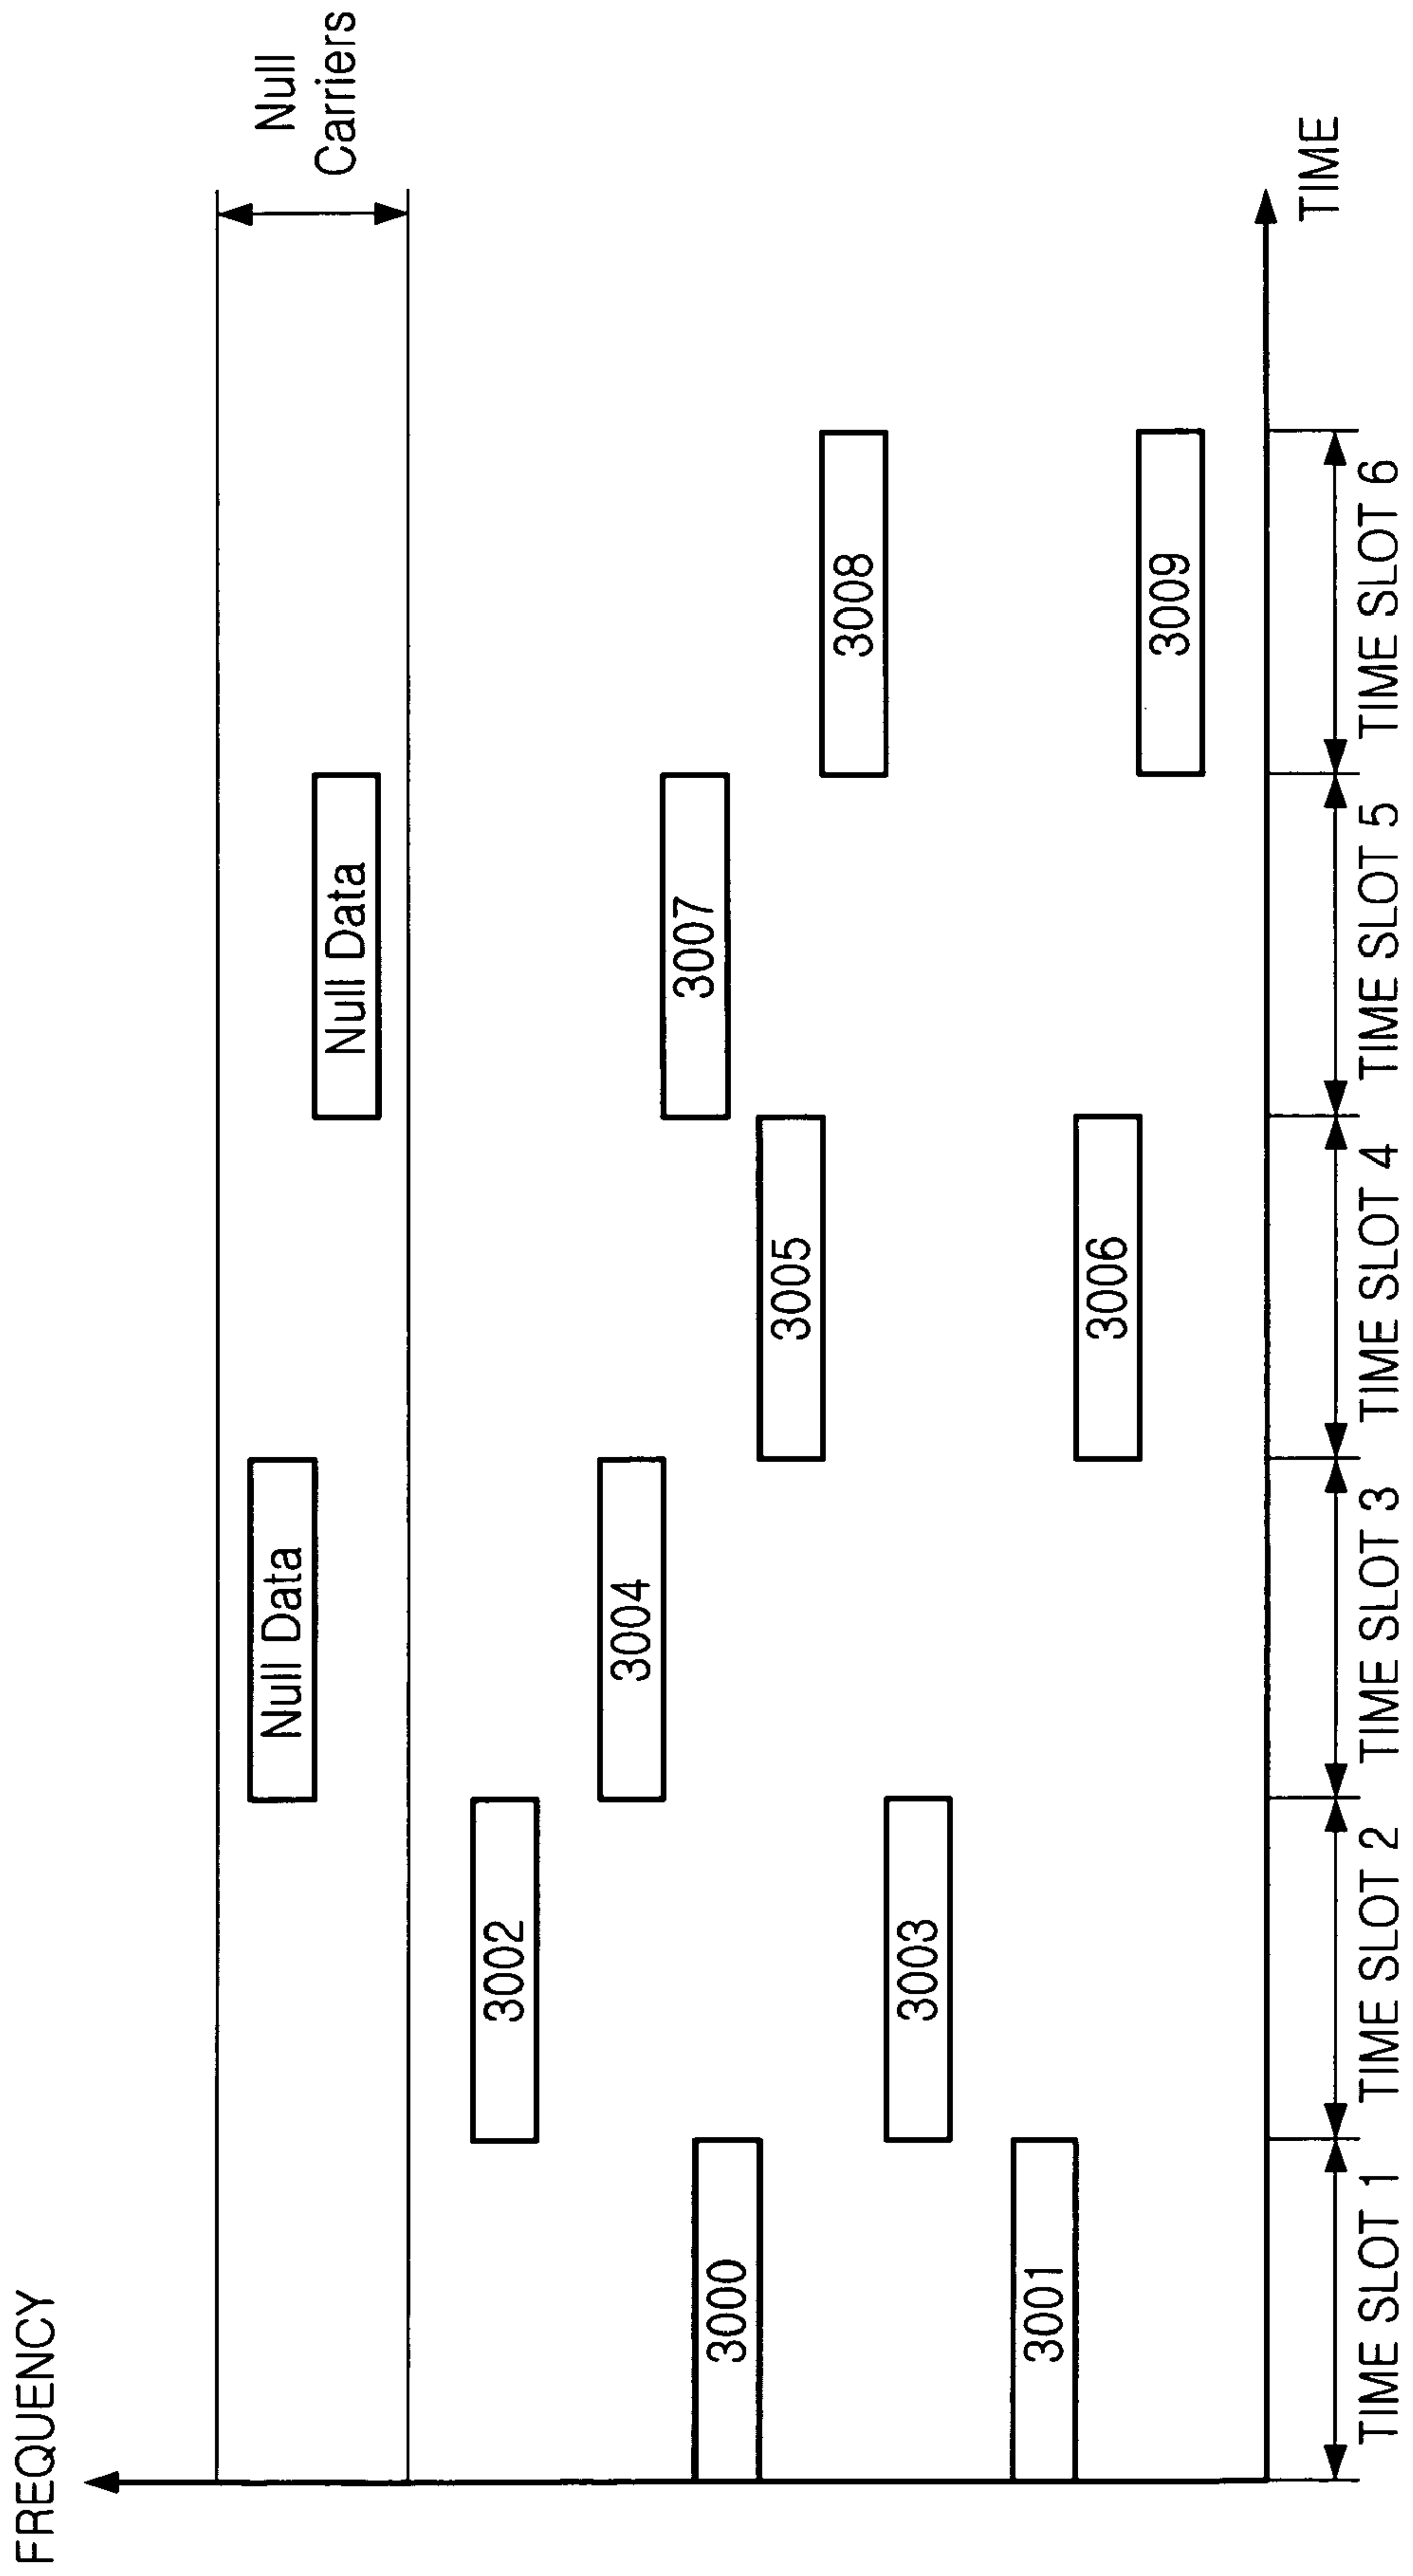 FREQUENCY
Null
Carriers
Null Data
Null Data
3002
3004
3007
3000
3005
3008
3003
3001
3006
3009
TIME
TIME SLOT 1
TIME SLOT 2
TIME SLOT 3
TIME SLOT 4
TIME SLOT 5
TIME SLOT 6